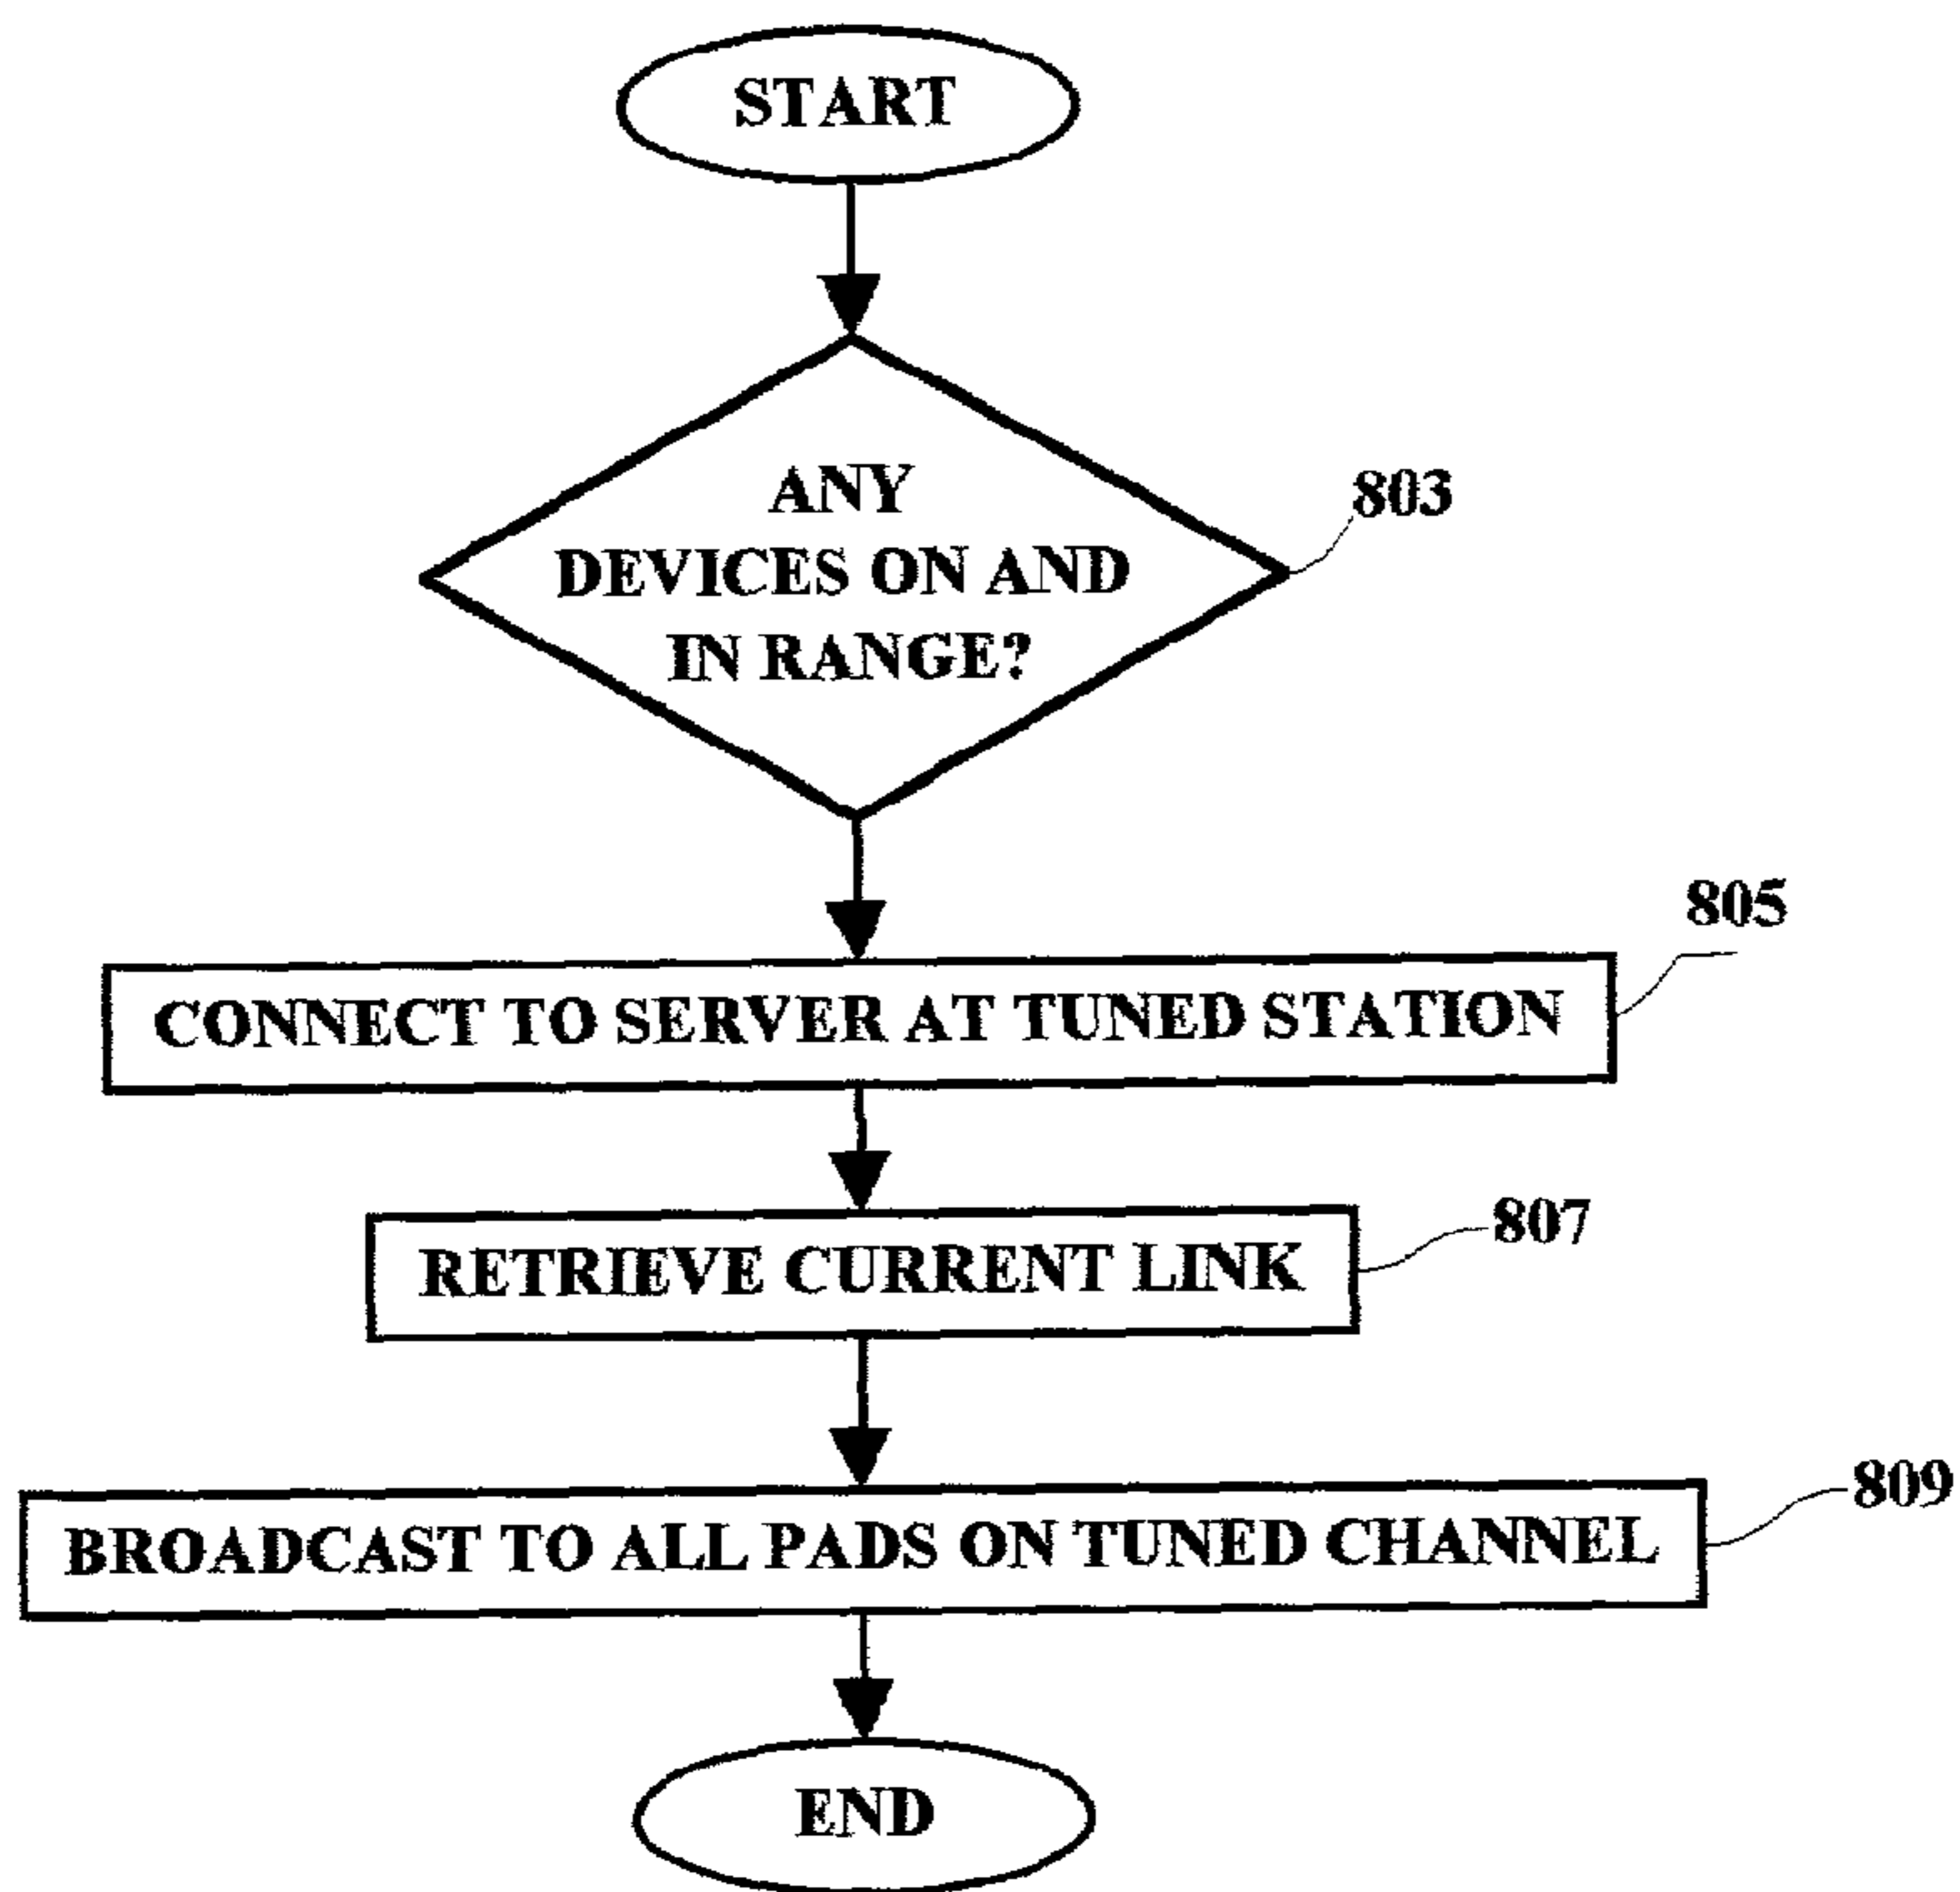 START
ANY
DEVICES ON AND
IN RANGE?
803
805
CONNECT TO SERVER AT TUNED STATION
807
RETRIEVE CURRENT LINK
809
BROADCAST TO ALL PADS ON TUNED CHANNEL
END